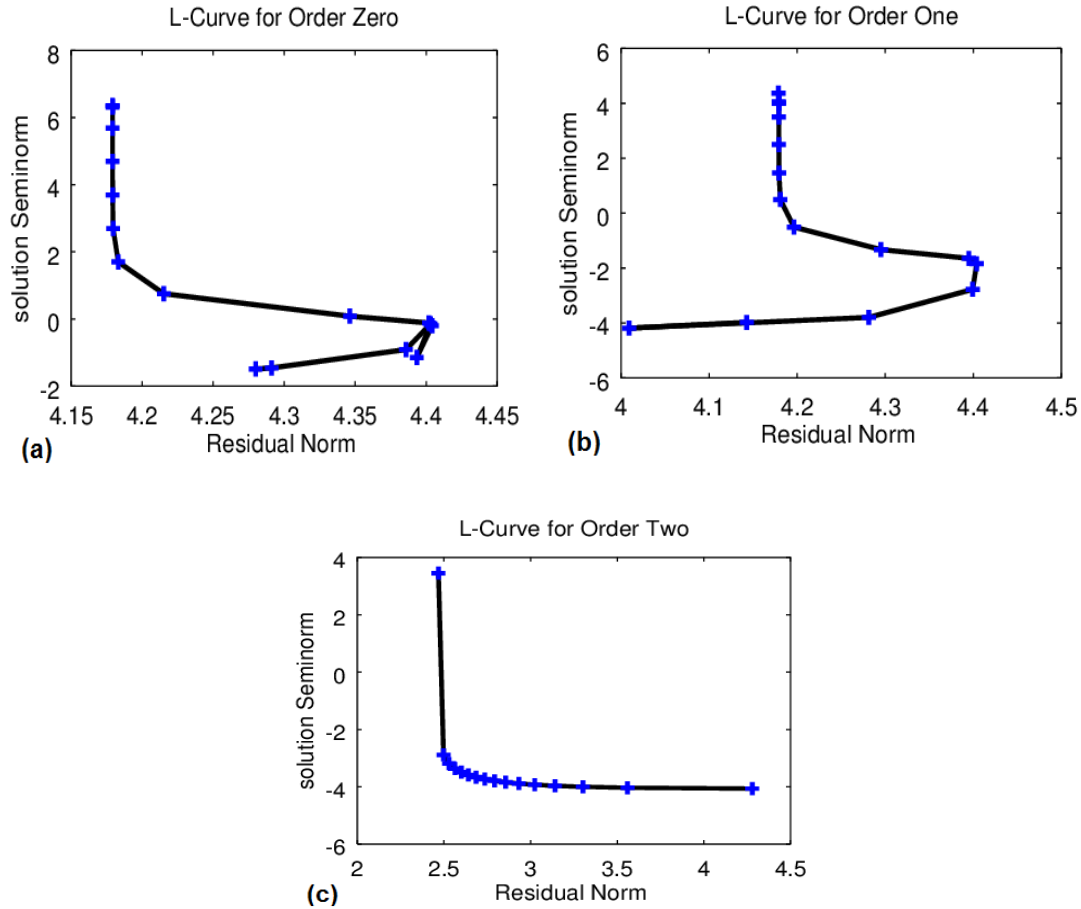 L-Curve for Order Zero
8
6
4
2
0
-2
solution Seminorm
4.15 4.2 4.25 4.3 4.35 4.4 4.45
Residual Norm
(a)
L-Curve for Order One
6
4
2
0
-2
-4
-6
solution Seminorm
4 4.1 4.2 4.3 4.4 4.5
Residual Norm
(b)
L-Curve for Order Two
4
2
0
-2
-4
-6
solution Seminorm
2 2.5 3 3.5 4 4.5
Residual Norm
(c)